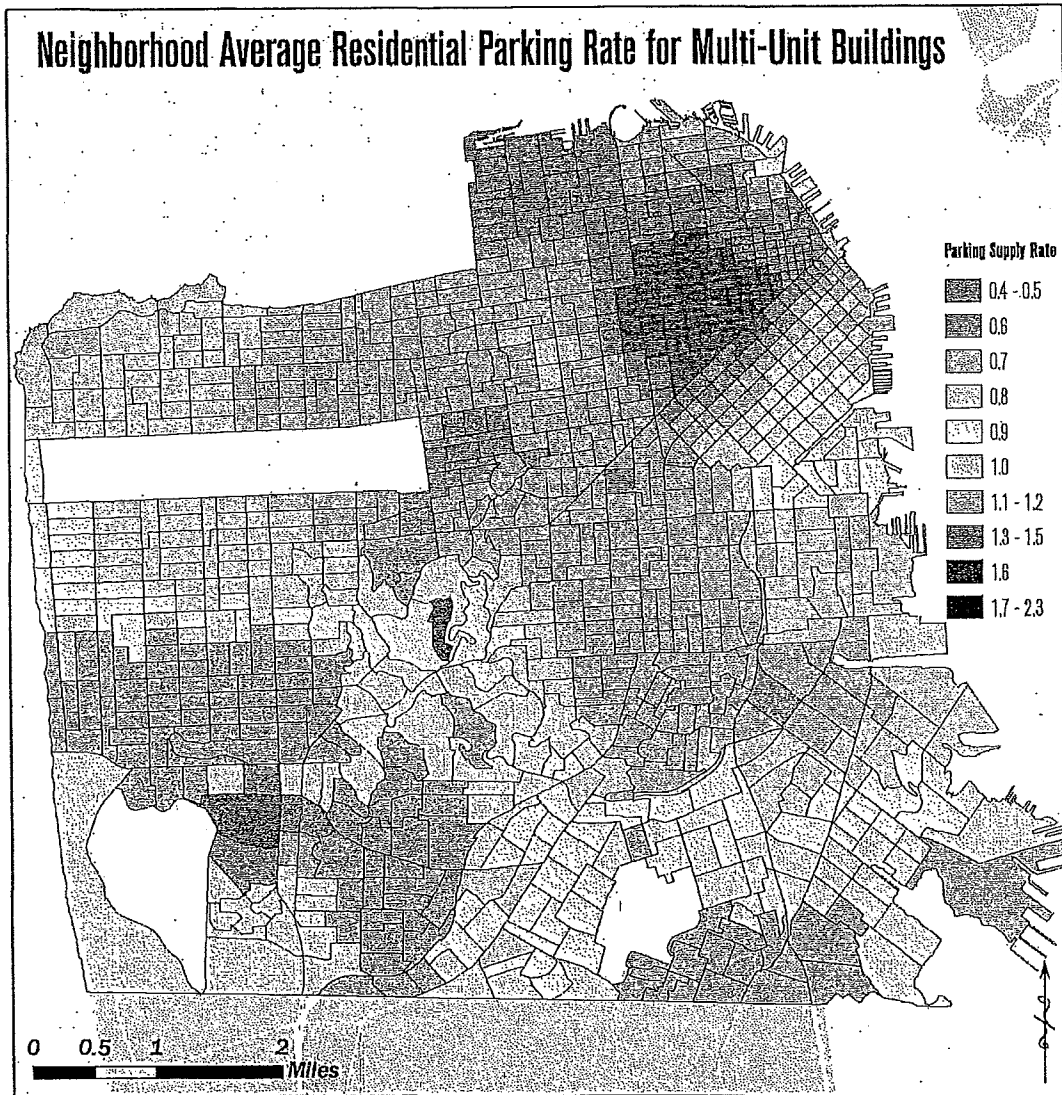 Neighborhood Average Residential Parking Rate for Multi-Unit Buildings
Parking Supply Rate
0.4 - 0.5
0.6
0.7
0.8
0.9
1.0
1.1 - 1.2
1.3 - 1.5
1.6
1.7 - 2.3
0 0.5 1 2
Miles